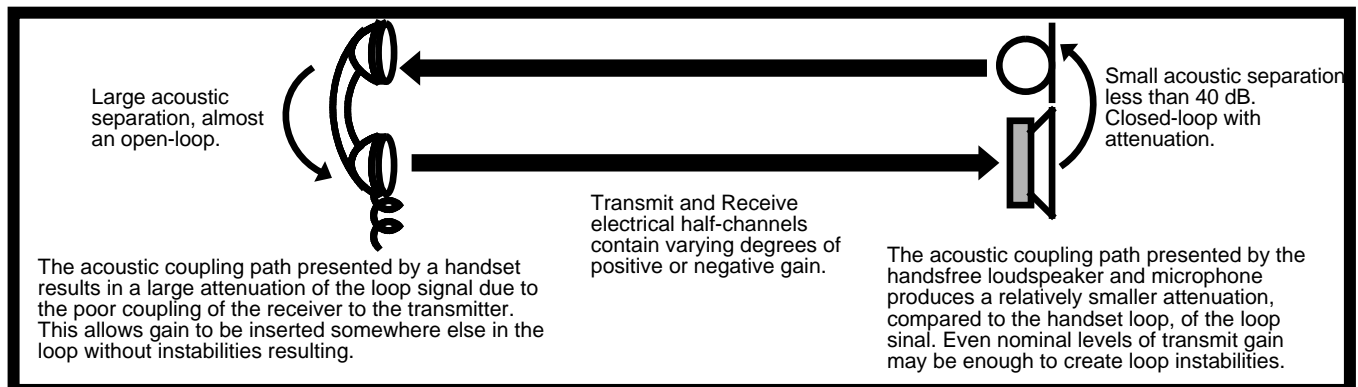 Large acoustic
separation, almost
an open-loop.
Small acoustic separation
less than 40 dB.
Closed-loop with
attenuation.
Transmit and Receive
electrical half-channels
contain varying degrees of
positive or negative gain.
The acoustic coupling path presented by a handset
results in a large attenuation of the loop signal due to
the poor coupling of the receiver to the transmitter.
This allows gain to be inserted somewhere else in the
loop without instabilities resulting.
The acoustic coupling path presented by the
handsfree loudspeaker and microphone
produces a relatively smaller attenuation,
compared to the handset loop, of the loop
sinal. Even nominal levels of transmit gain
may be enough to create loop instabilities.